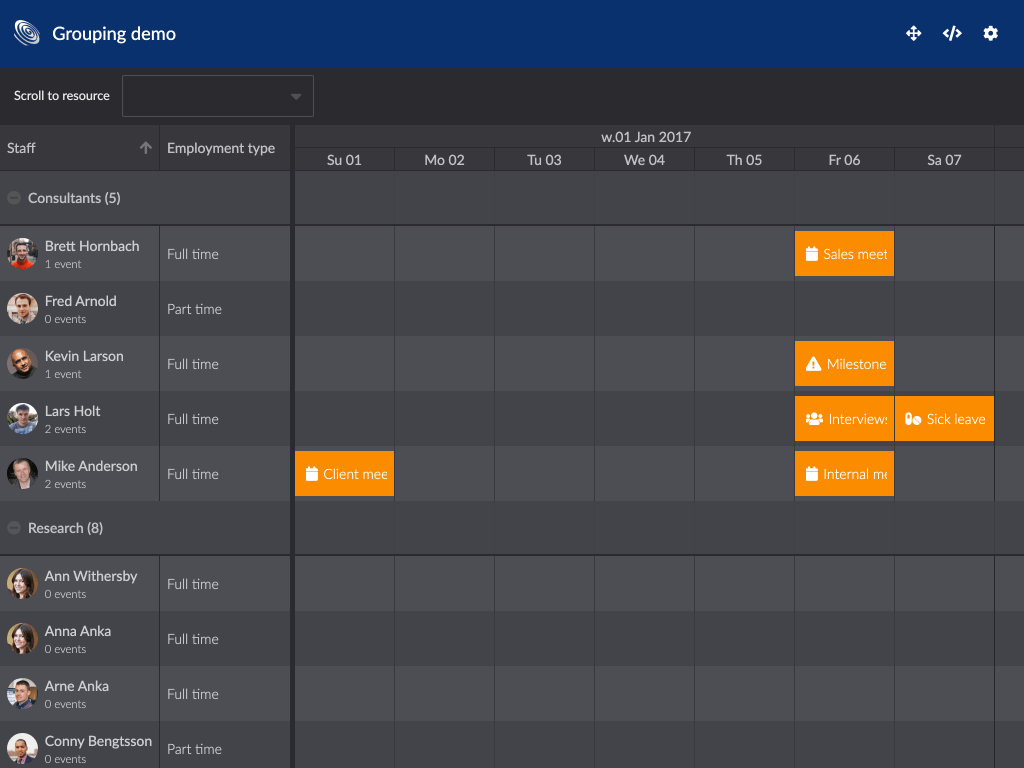 Grouping demo
Scroll to resource
Staff
Employment type
w.01 Jan 2017
Su 01
Mo 02
Tu 03
We 04
Th 05
Fr 06
Sa 07
Consultants (5)
Brett Hornbach
1 event
Full time
Sales meet
Fred Arnold
0 events
Part time
Kevin Larson
1 event
Full time
Milestone
Lars Holt
2 events
Full time
Interviews
Sick leave
Mike Anderson
2 events
Full time
Client mee
Internal me
Research (8)
Ann Withersby
0 events
Full time
Anna Anka
0 events
Full time
Arne Anka
0 events
Full time
Conny Bengtsson
0 events
Part time